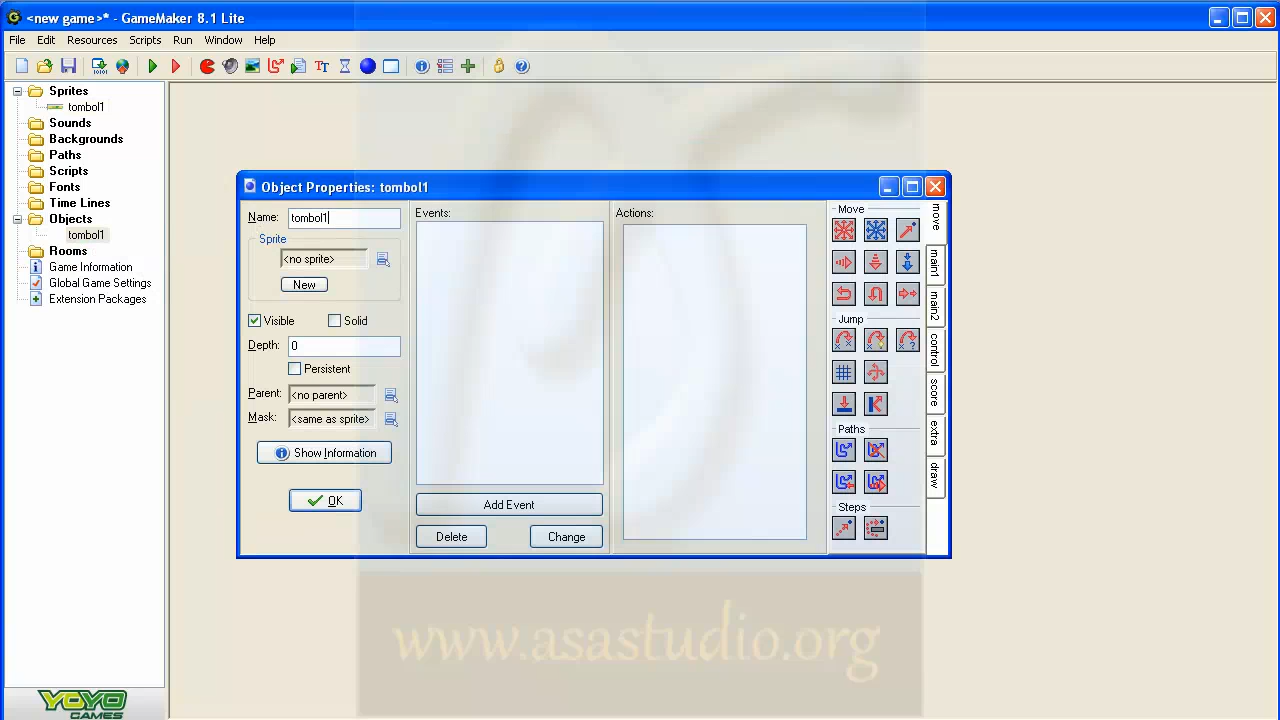 <new game>* - GameMaker 8.1 Lite
File Edit Resources Scripts Run Window Help
Sprites
tombol1
Sounds
Backgrounds
Paths
Scripts
Fonts
Time Lines
Objects
tombol1
Rooms
Game Information
Global Game Settings
Extension Packages
YOYO
GAMES
Object Properties: tombol1
Name: tombol1
Sprite
<no sprite>
New
Visible Solid
Depth: 0
Persistent
Parent: <no parent>
Mask: <same as sprite>
Show Information
OK
Events:
Add Event
Delete Change
Actions:
Move
Jump
Paths
Steps
move
main1
main2
control
score
extra
draw
www.asastudio.org